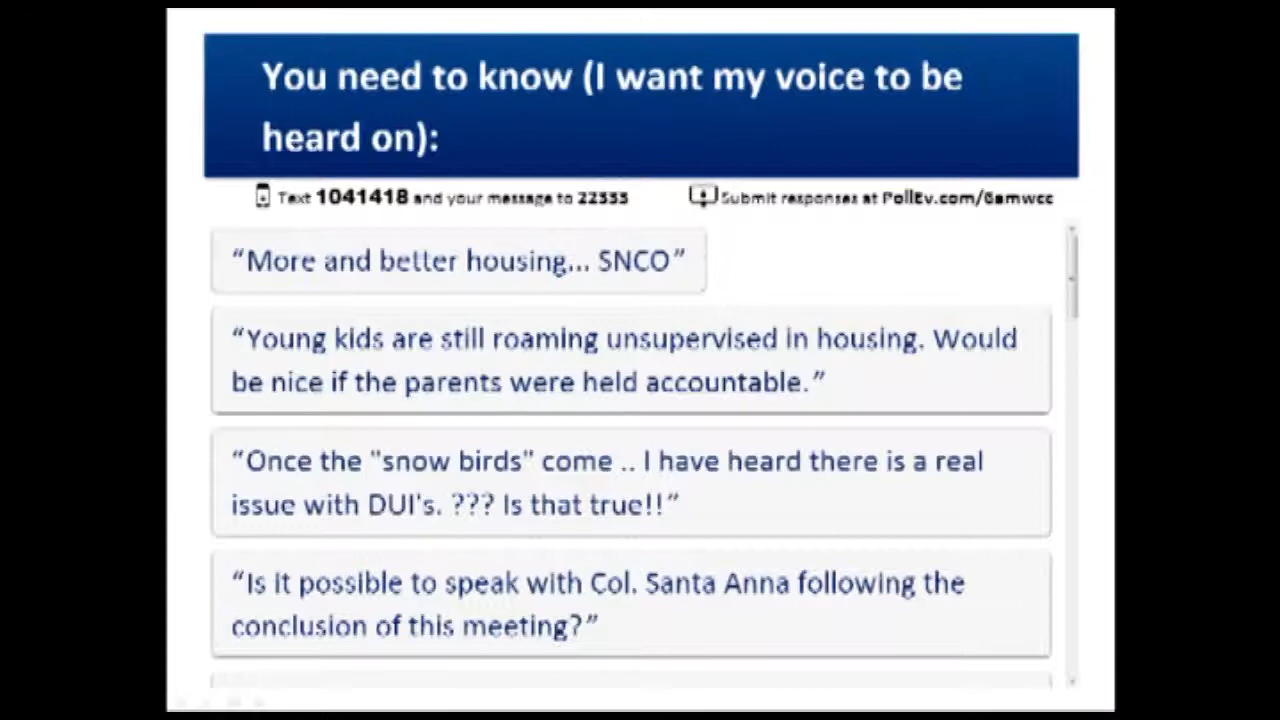 You need to know (I want my voice to be
heard on):
Text 1041418 and your message to 22333
Submit responses at PollEv.com/6amwcc
“More and better housing... SNCO”
“Young kids are still roaming unsupervised in housing. Would
be nice if the parents were held accountable.”
“Once the "snow birds" come .. I have heard there is a real
issue with DUI's. ??? Is that true!!”
“Is it possible to speak with Col. Santa Anna following the
conclusion of this meeting?”